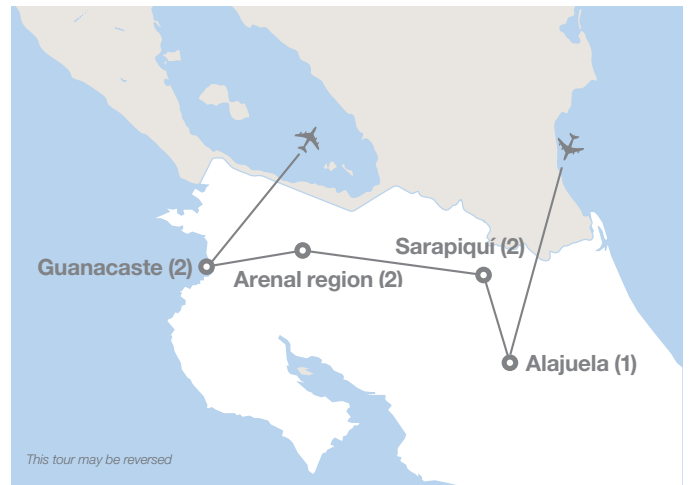 Sarapiquí (2)
Guanacaste (2)
Arenal region (2)
Alajuela (1)
This tour may be reversed